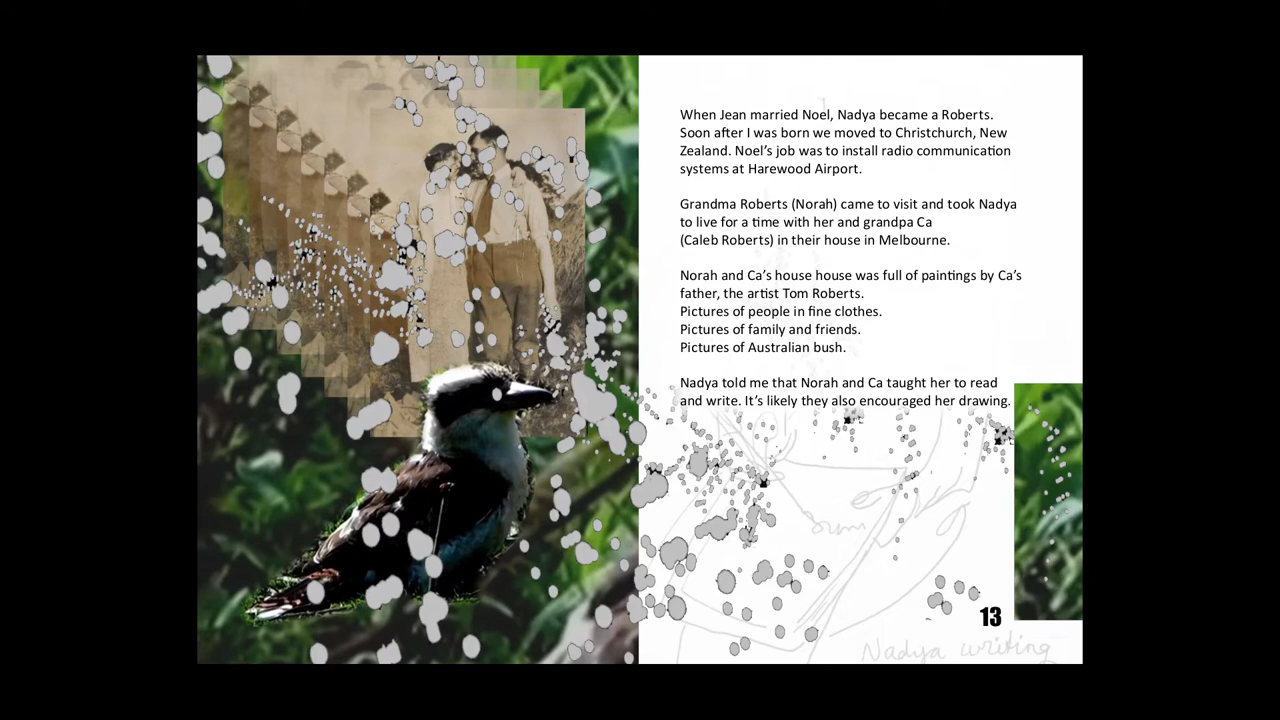 When Jean married Noel, Nadya became a Roberts.
Soon after I was born we moved to Christchurch, New
Zealand. Noel’s job was to install radio communication
systems at Harewood Airport.
Grandma Roberts (Norah) came to visit and took Nadya
to live for a time with her and grandpa Ca
(Caleb Roberts) in their house in Melbourne.
Norah and Ca’s house house was full of paintings by Ca’s
father, the artist Tom Roberts.
Pictures of people in fine clothes.
Pictures of family and friends.
Pictures of Australian bush.
Nadya told me that Norah and Ca taught her to read
and write. It’s likely they also encouraged her drawing.
13
Nadya writing